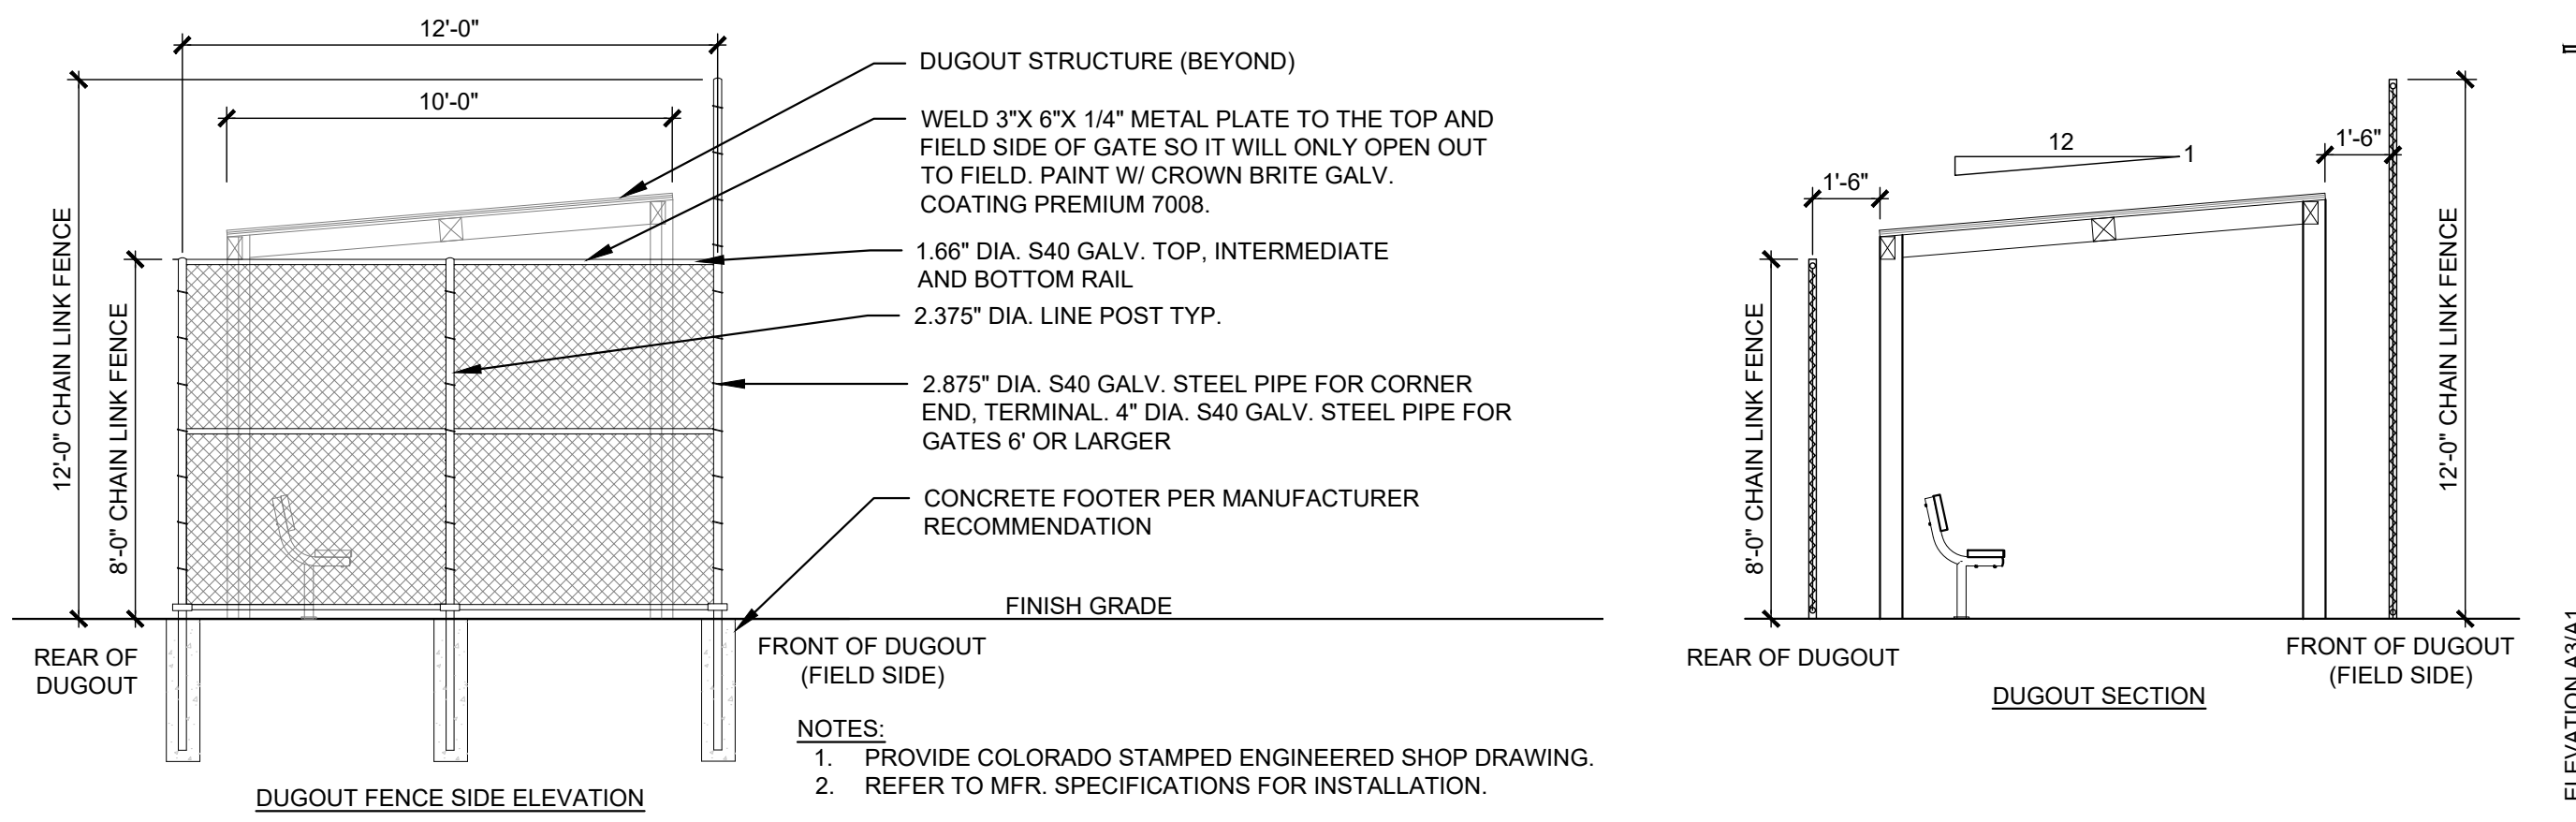 12'-0"
10'-0"
12'-0" CHAIN LINK FENCE
8'-0" CHAIN LINK FENCE
DUGOUT STRUCTURE (BEYOND)
WELD 3"X 6"X 1/4" METAL PLATE TO THE TOP AND
FIELD SIDE OF GATE SO IT WILL ONLY OPEN OUT
TO FIELD. PAINT W/ CROWN BRITE GALV.
COATING PREMIUM 7008.
1.66" DIA. S40 GALV. TOP, INTERMEDIATE
AND BOTTOM RAIL
2.375" DIA. LINE POST TYP.
2.875" DIA. S40 GALV. STEEL PIPE FOR CORNER
END, TERMINAL. 4" DIA. S40 GALV. STEEL PIPE FOR
GATES 6' OR LARGER
CONCRETE FOOTER PER MANUFACTURER
RECOMMENDATION
FINISH GRADE
REAR OF
DUGOUT
FRONT OF DUGOUT
(FIELD SIDE)
NOTES:
1. PROVIDE COLORADO STAMPED ENGINEERED SHOP DRAWING.
2. REFER TO MFR. SPECIFICATIONS FOR INSTALLATION.
DUGOUT FENCE SIDE ELEVATION
12
1
1'-6"
1'-6"
8'-0" CHAIN LINK FENCE
12'-0" CHAIN LINK FENCE
REAR OF DUGOUT
FRONT OF DUGOUT
(FIELD SIDE)
DUGOUT SECTION
ELEVATION A3/A1